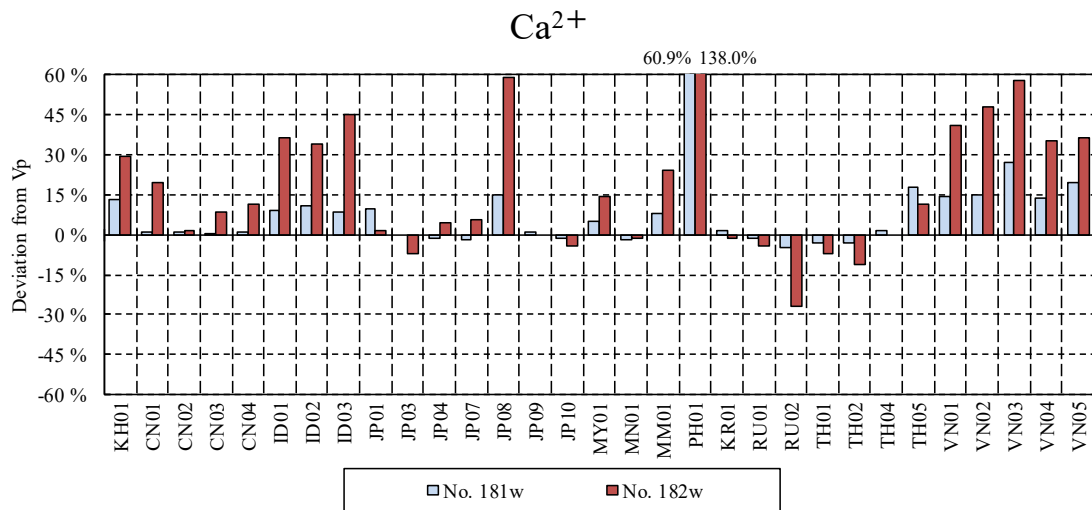 Ca²⁺
60.9% 138.0%
60 %
45 %
30 %
15 %
0 %
-15 %
-30 %
-45 %
-60 %
Deviation from Vp
KH01
CN01
CN02
CN03
CN04
ID01
ID02
ID03
JP01
JP03
JP04
JP07
JP08
JP09
JP10
MY01
MN01
MM01
PH01
KR01
RU01
RU02
TH01
TH02
TH04
TH05
VN01
VN02
VN03
VN04
VN05
No. 181w
No. 182w